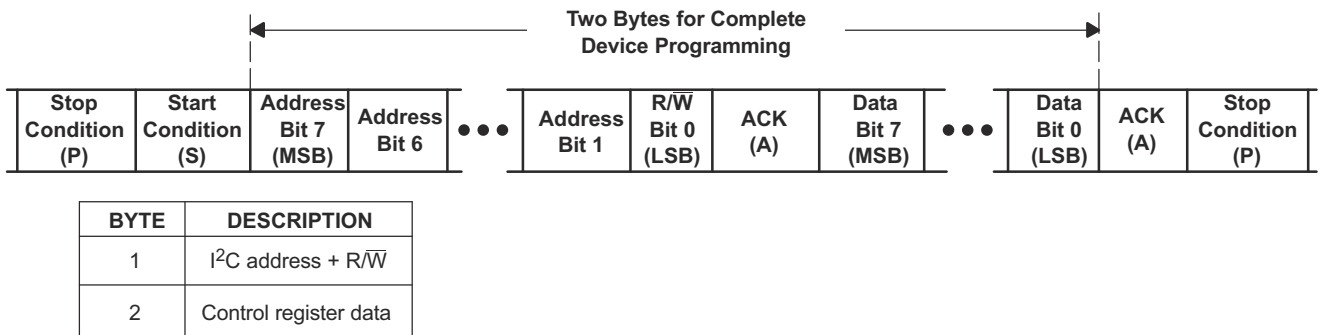 Two Bytes for Complete
Device Programming
Stop
Condition
(P)
Start
Condition
(S)
Address
Bit 7
(MSB)
Address
Bit 6
•••
Address
Bit 1
R/W̅
Bit 0
(LSB)
ACK
(A)
Data
Bit 7
(MSB)
•••
Data
Bit 0
(LSB)
ACK
(A)
Stop
Condition
(P)
BYTE DESCRIPTION
1 I²C address + R/W̅
2 Control register data